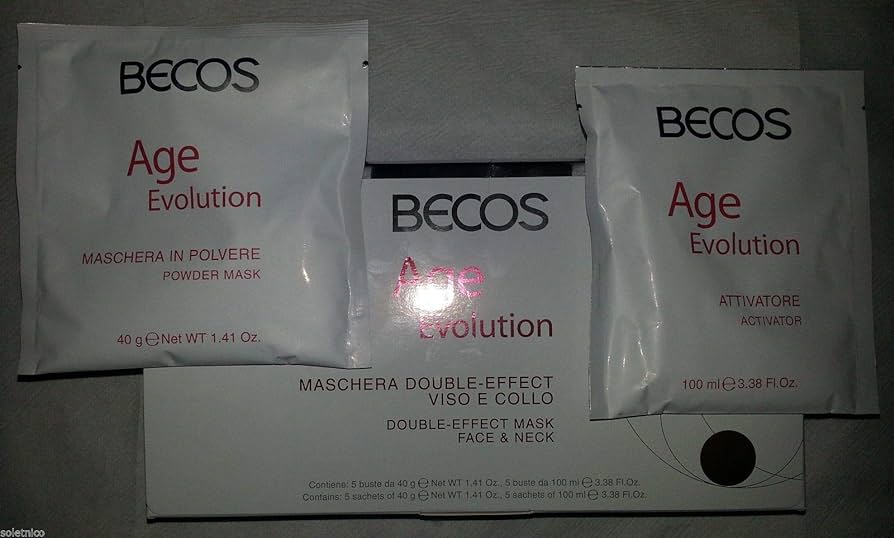 BECOS
Age
Evolution
MASCHERA IN POLVERE
POWDER MASK
40 g ℮ Net WT 1.41 Oz.
BECOS
Age
Evolution
MASCHERA DOUBLE-EFFECT
VISO E COLLO
DOUBLE-EFFECT MASK
FACE & NECK
Contiene: 5 buste da 40 g ℮ Net WT 1.41 Oz., 5 buste da 100 ml ℮ 3.38 Fl.Oz.
Contains: 5 sachets of 40 g ℮ Net WT 1.41 Oz., 5 sachets of 100 ml ℮ 3.38 Fl.Oz.
BECOS
Age
Evolution
ATTIVATORE
ACTIVATOR
100 ml ℮ 3.38 Fl.Oz.
soletnico